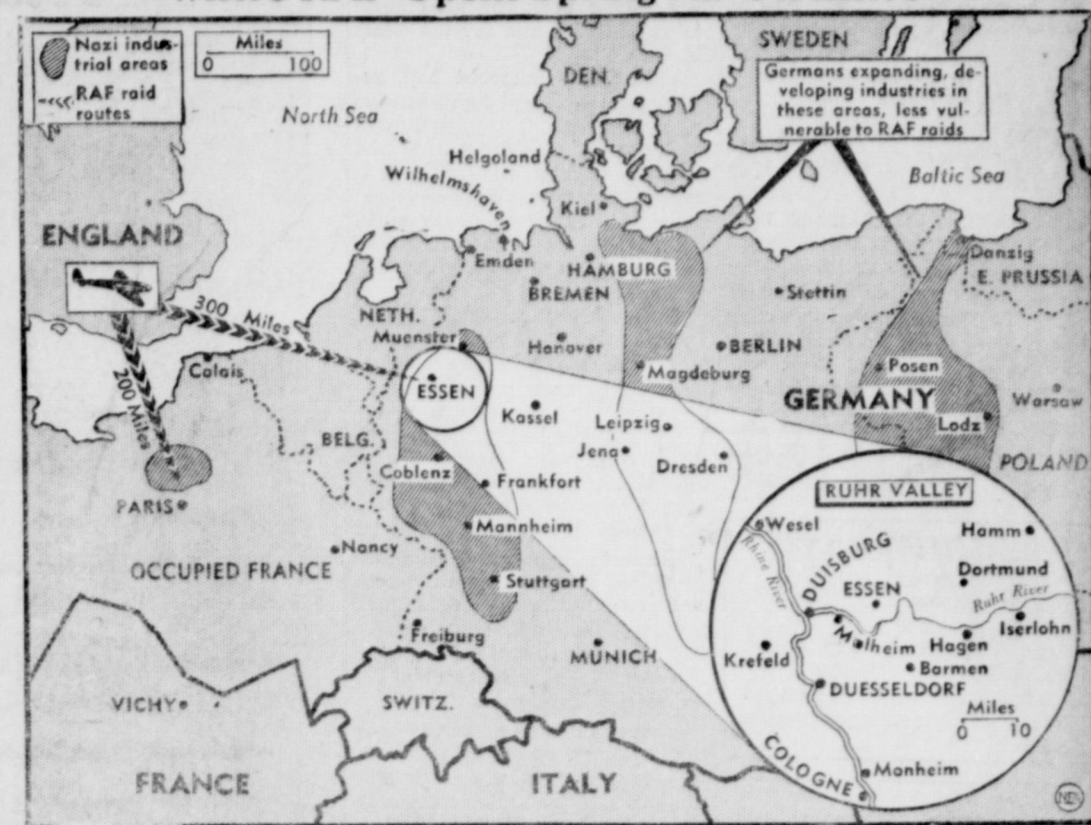 Nazi indus-
trial areas
RAF raid
routes
Miles
0 100
North Sea
DEN.
SWEDEN
Germans expanding, de-
veloping industries in
these areas, less vul-
nerable to RAF raids
Baltic Sea
Helgoland
Wilhelmshaven
Kiel
ENGLAND
Emden
HAMBURG
BREMEN
Danzig
E. PRUSSIA
Stettin
300 Miles
200 Miles
NETH.
Muenster
Hanover
BERLIN
Calais
ESSEN
Magdeburg
Posen
GERMANY
Warsaw
Kassel
Leipzig
Lodz
BELG.
Jena
Dresden
POLAND
Coblenz
Frankfort
PARIS
Mannheim
Nancy
OCCUPIED FRANCE
Stuttgart
Freiburg
MUNICH
VICHY
SWITZ.
FRANCE
ITALY
RUHR VALLEY
Wesel
Hamm
Rhine River
DUISBURG
ESSEN
Dortmund
Ruhr River
Iserlohn
Mulheim
Hagen
Krefeld
Barmen
DUESSELDORF
Miles
0 10
COLOGNE
Monheim